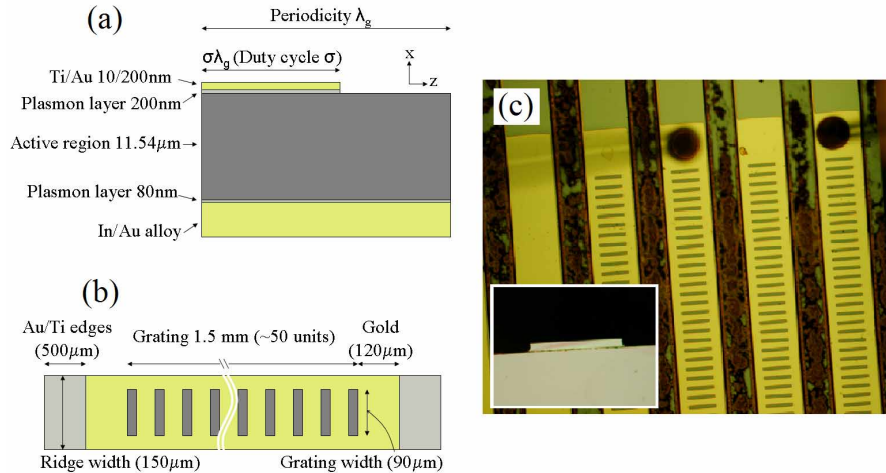 (a)
Periodicity λg
σλg (Duty cycle σ)
x
z
Ti/Au 10/200nm
Plasmon layer 200nm
Active region 11.54μm
Plasmon layer 80nm
In/Au alloy
(b)
Au/Ti edges
(500μm)
Grating 1.5 mm (~50 units)
Gold
(120μm)
Ridge width (150μm)
Grating width (90μm)
(c)